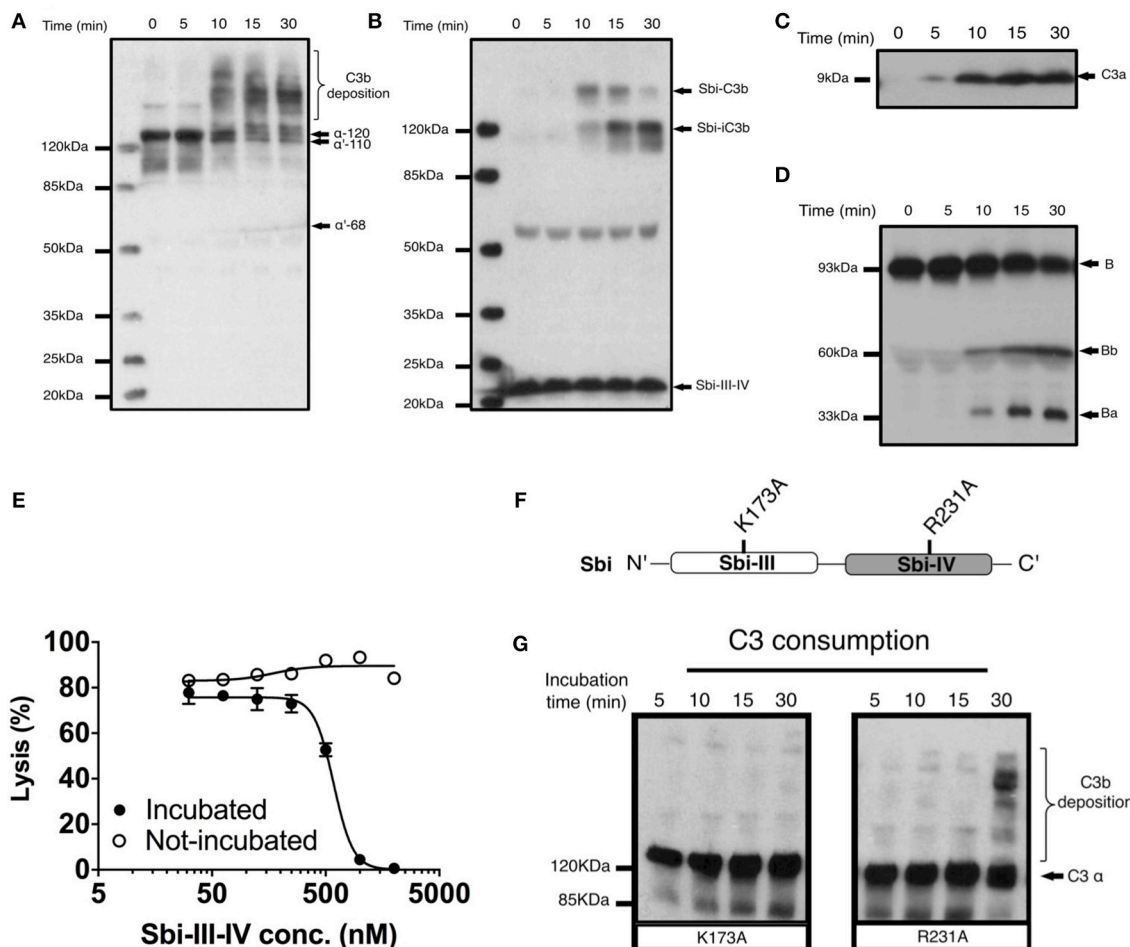 A
Time (min) 0 5 10 15 30
C3b
deposition
α-120
α'-110
α'-68
120kDa
85kDa
50kDa
35kDa
25kDa
20kDa
B
Time (min) 0 5 10 15 30
Sbi-C3b
Sbi-iC3b
Sbi-III-IV
120kDa
85kDa
50kDa
35kDa
25kDa
20kDa
C
Time (min) 0 5 10 15 30
9kDa
C3a
D
Time (min) 0 5 10 15 30
93kDa
B
60kDa
Bb
33kDa
Ba
E
Lysis (%)
100
80
60
40
20
0
Incubated
Not-incubated
5 50 500 5000
Sbi-III-IV conc. (nM)
F
K173A
R231A
Sbi N' Sbi-III Sbi-IV C'
G
C3 consumption
Incubation
time (min) 5 10 15 30 5 10 15 30
C3b
deposition
120KDa
C3 α
85KDa
K173A
R231A